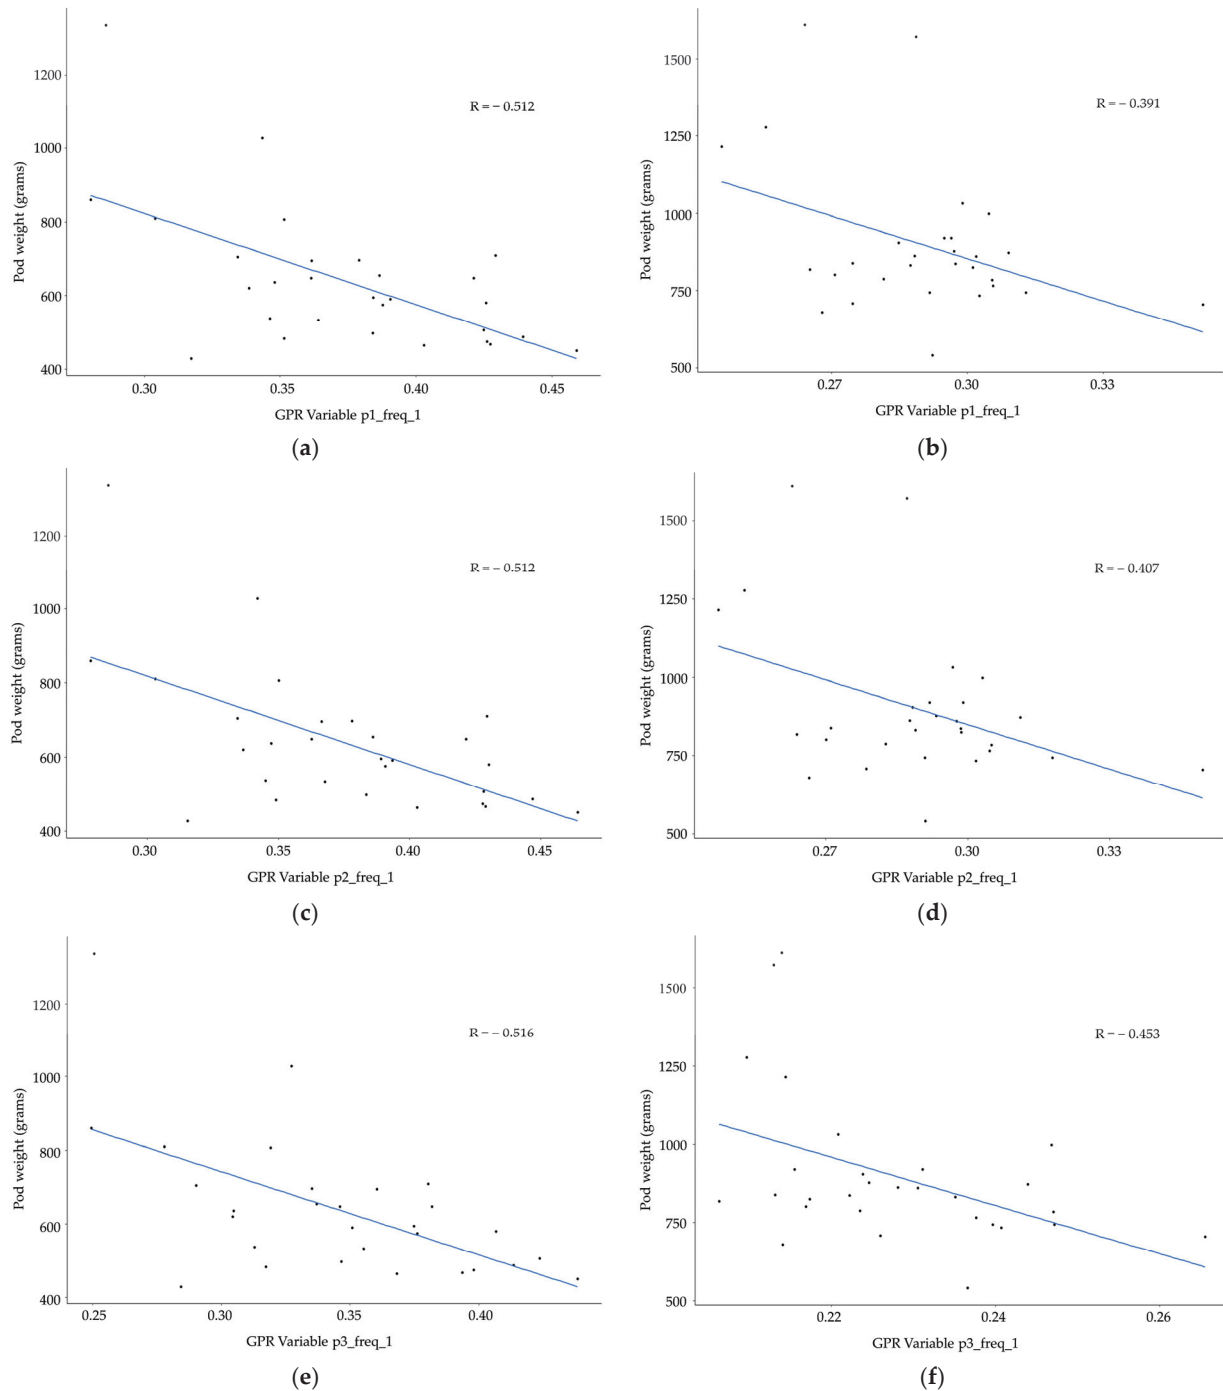 1200
1000
800
600
400
Pod weight (grams)
R = − 0.512
0.30 0.35 0.40 0.45
GPR Variable p1_freq_1
(a)
1500
1250
1000
750
500
Pod weight (grams)
R = − 0.391
0.27 0.30 0.33
GPR Variable p1_freq_1
(b)
1200
1000
800
600
400
Pod weight (grams)
R = − 0.512
0.30 0.35 0.40 0.45
GPR Variable p2_freq_1
(c)
1500
1250
1000
750
500
Pod weight (grams)
R = − 0.407
0.27 0.30 0.33
GPR Variable p2_freq_1
(d)
1200
1000
800
600
400
Pod weight (grams)
R = − 0.516
0.25 0.30 0.35 0.40
GPR Variable p3_freq_1
(e)
1500
1250
1000
750
500
Pod weight (grams)
R = − 0.453
0.22 0.24 0.26
GPR Variable p3_freq_1
(f)